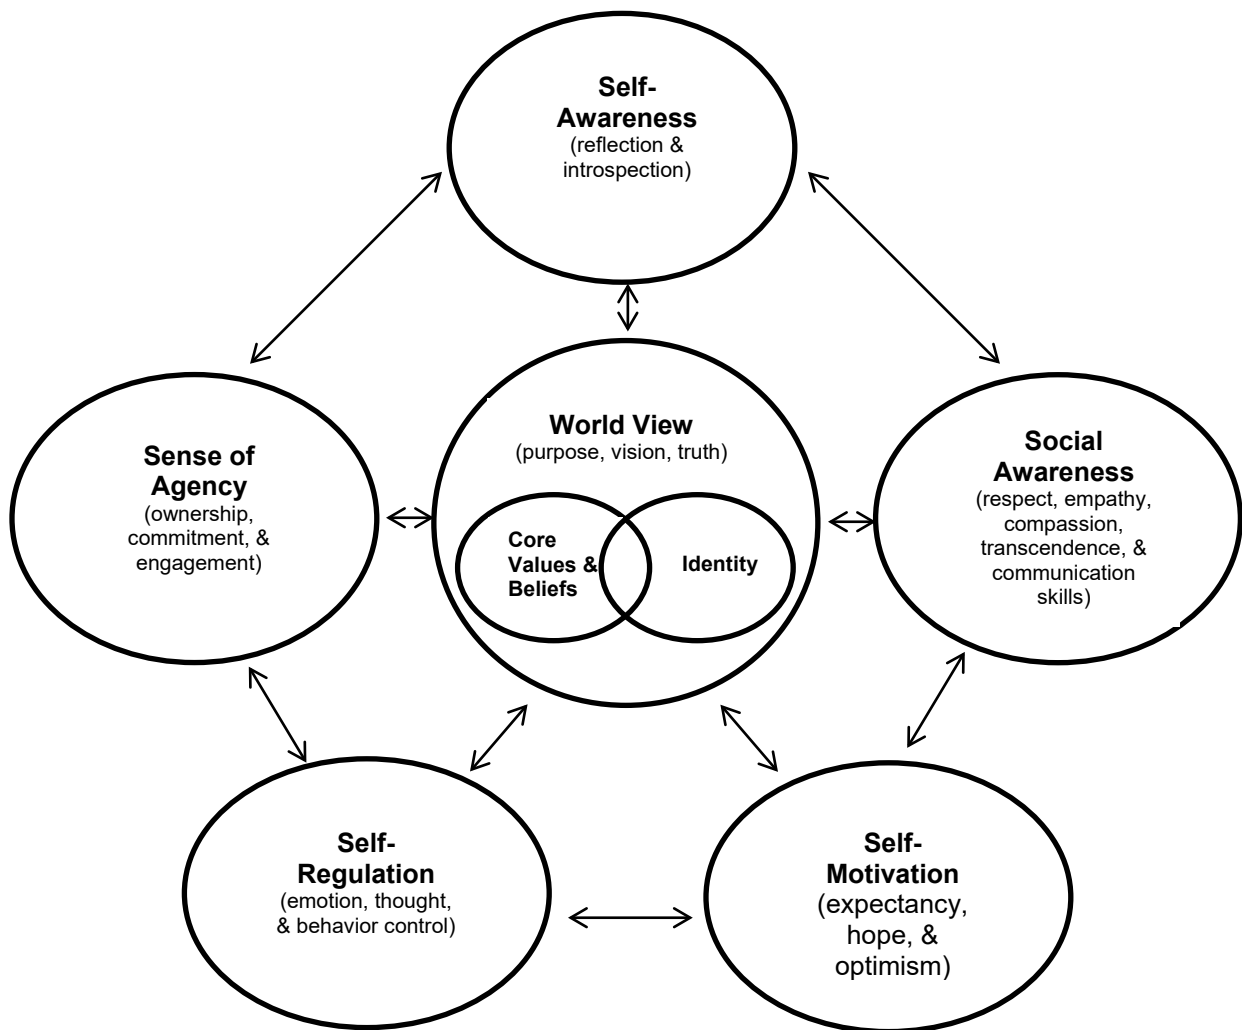 Self-
Awareness
(reflection &
introspection)
World View
(purpose, vision, truth)
Core
Values &
Beliefs
Identity
Sense of
Agency
(ownership,
commitment, &
engagement)
Social
Awareness
(respect, empathy,
compassion,
transcendence, &
communication
skills)
Self-
Regulation
(emotion, thought,
& behavior control)
Self-
Motivation
(expectancy,
hope, &
optimism)